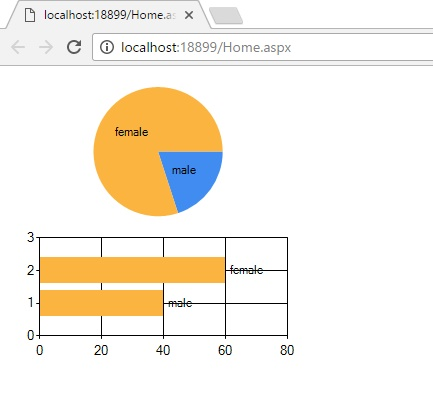 localhost:18899/Home.as
localhost:18899/Home.aspx
female
male
3
2
female
1
male
0
0 20 40 60 80